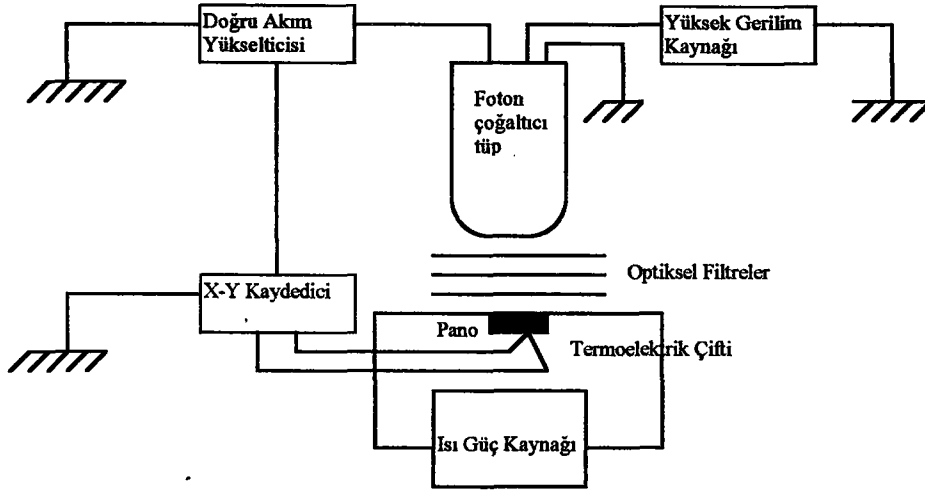 Doğru Akım
Yükselticisi
Yüksek Gerilim
Kaynağı
Foton
çoğaltıcı
tüp
Optiksel Filtreler
X-Y Kaydedici
Pano
Termoelektrik Çifti
Isı Güç Kaynağı